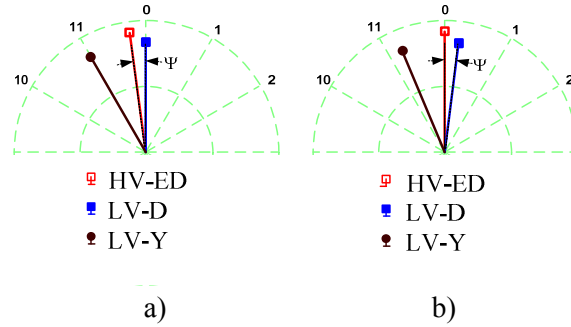 0 0
11 1 11 1
10 2 10 2
Ψ Ψ
HV-ED HV-ED
LV-D LV-D
LV-Y LV-Y
a) b)